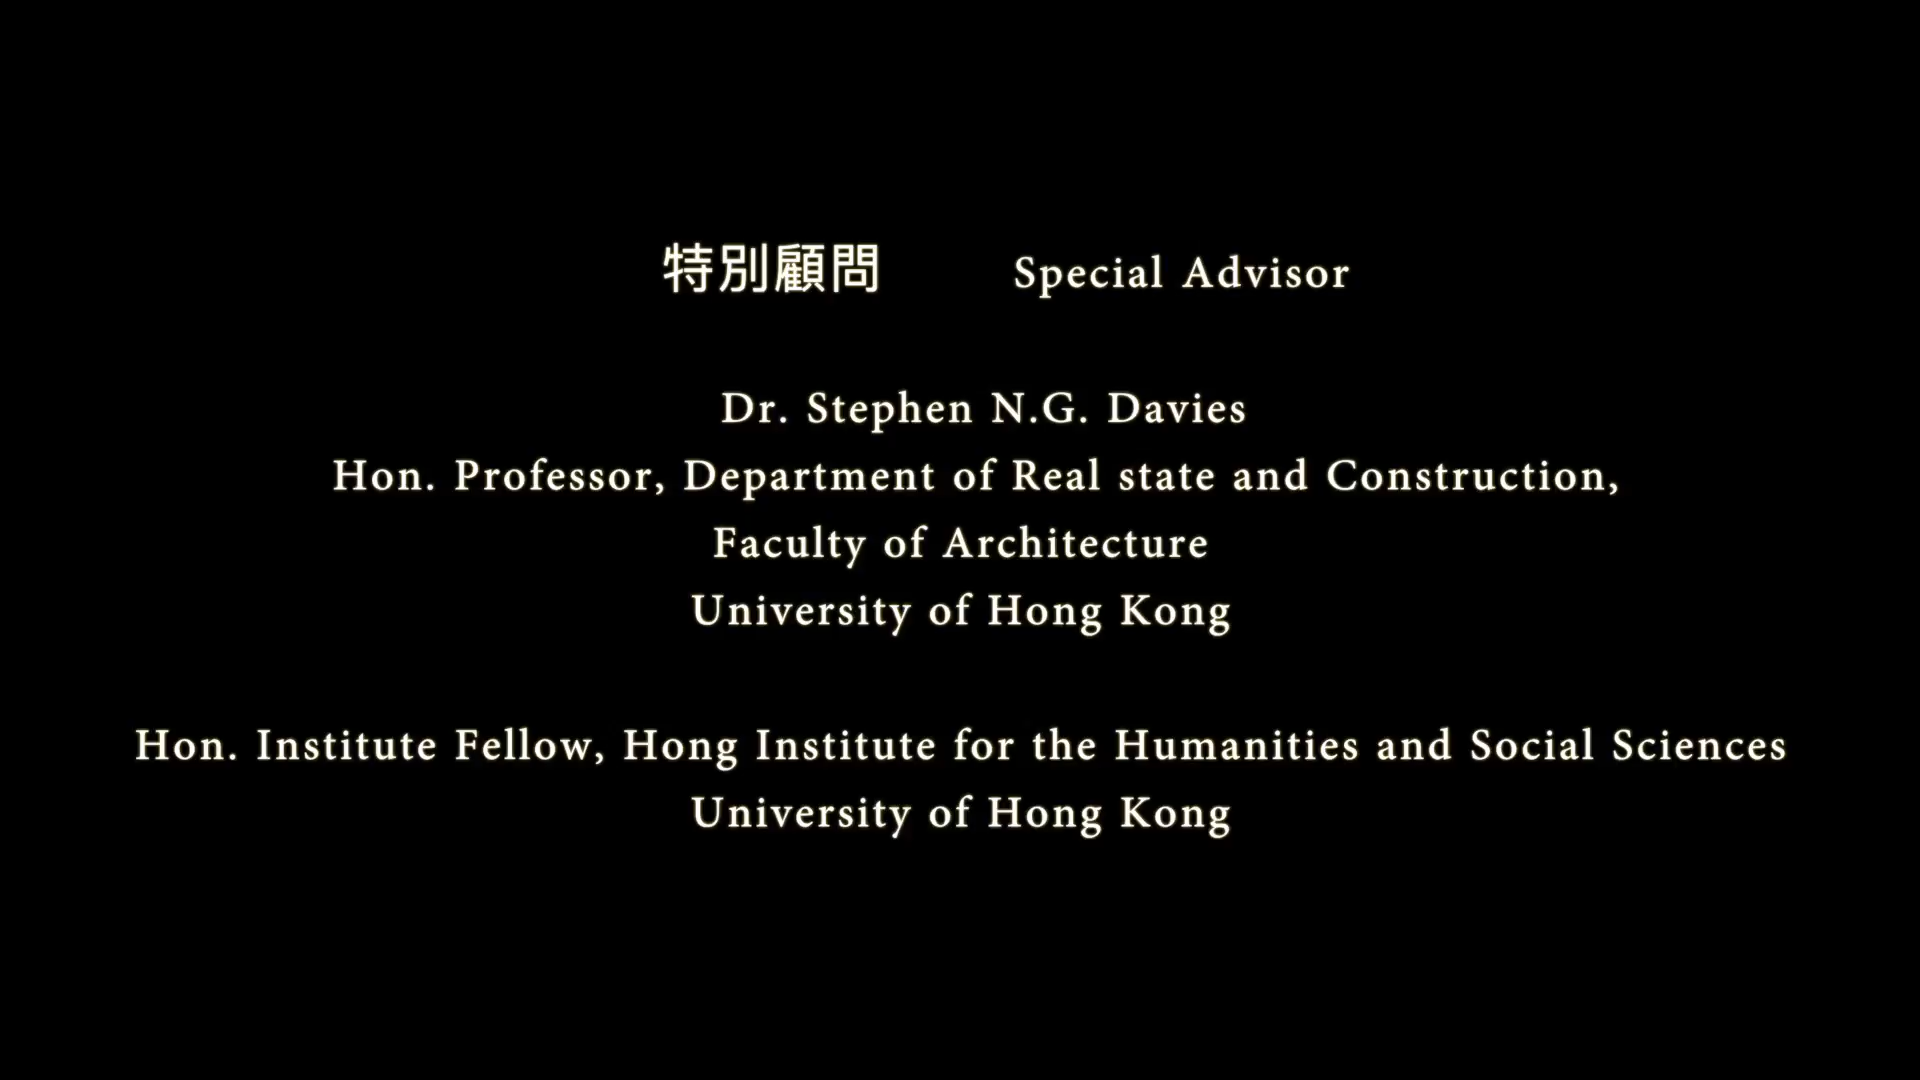 特別顧問 Special Advisor
Dr. Stephen N.G. Davies
Hon. Professor, Department of Real state and Construction,
Faculty of Architecture
University of Hong Kong
Hon. Institute Fellow, Hong Institute for the Humanities and Social Sciences
University of Hong Kong